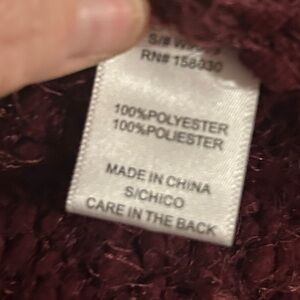 S/#
RN# 158930
100%POLYESTER
100%POLIESTER
MADE IN CHINA
S/CHICO
CARE IN THE BACK